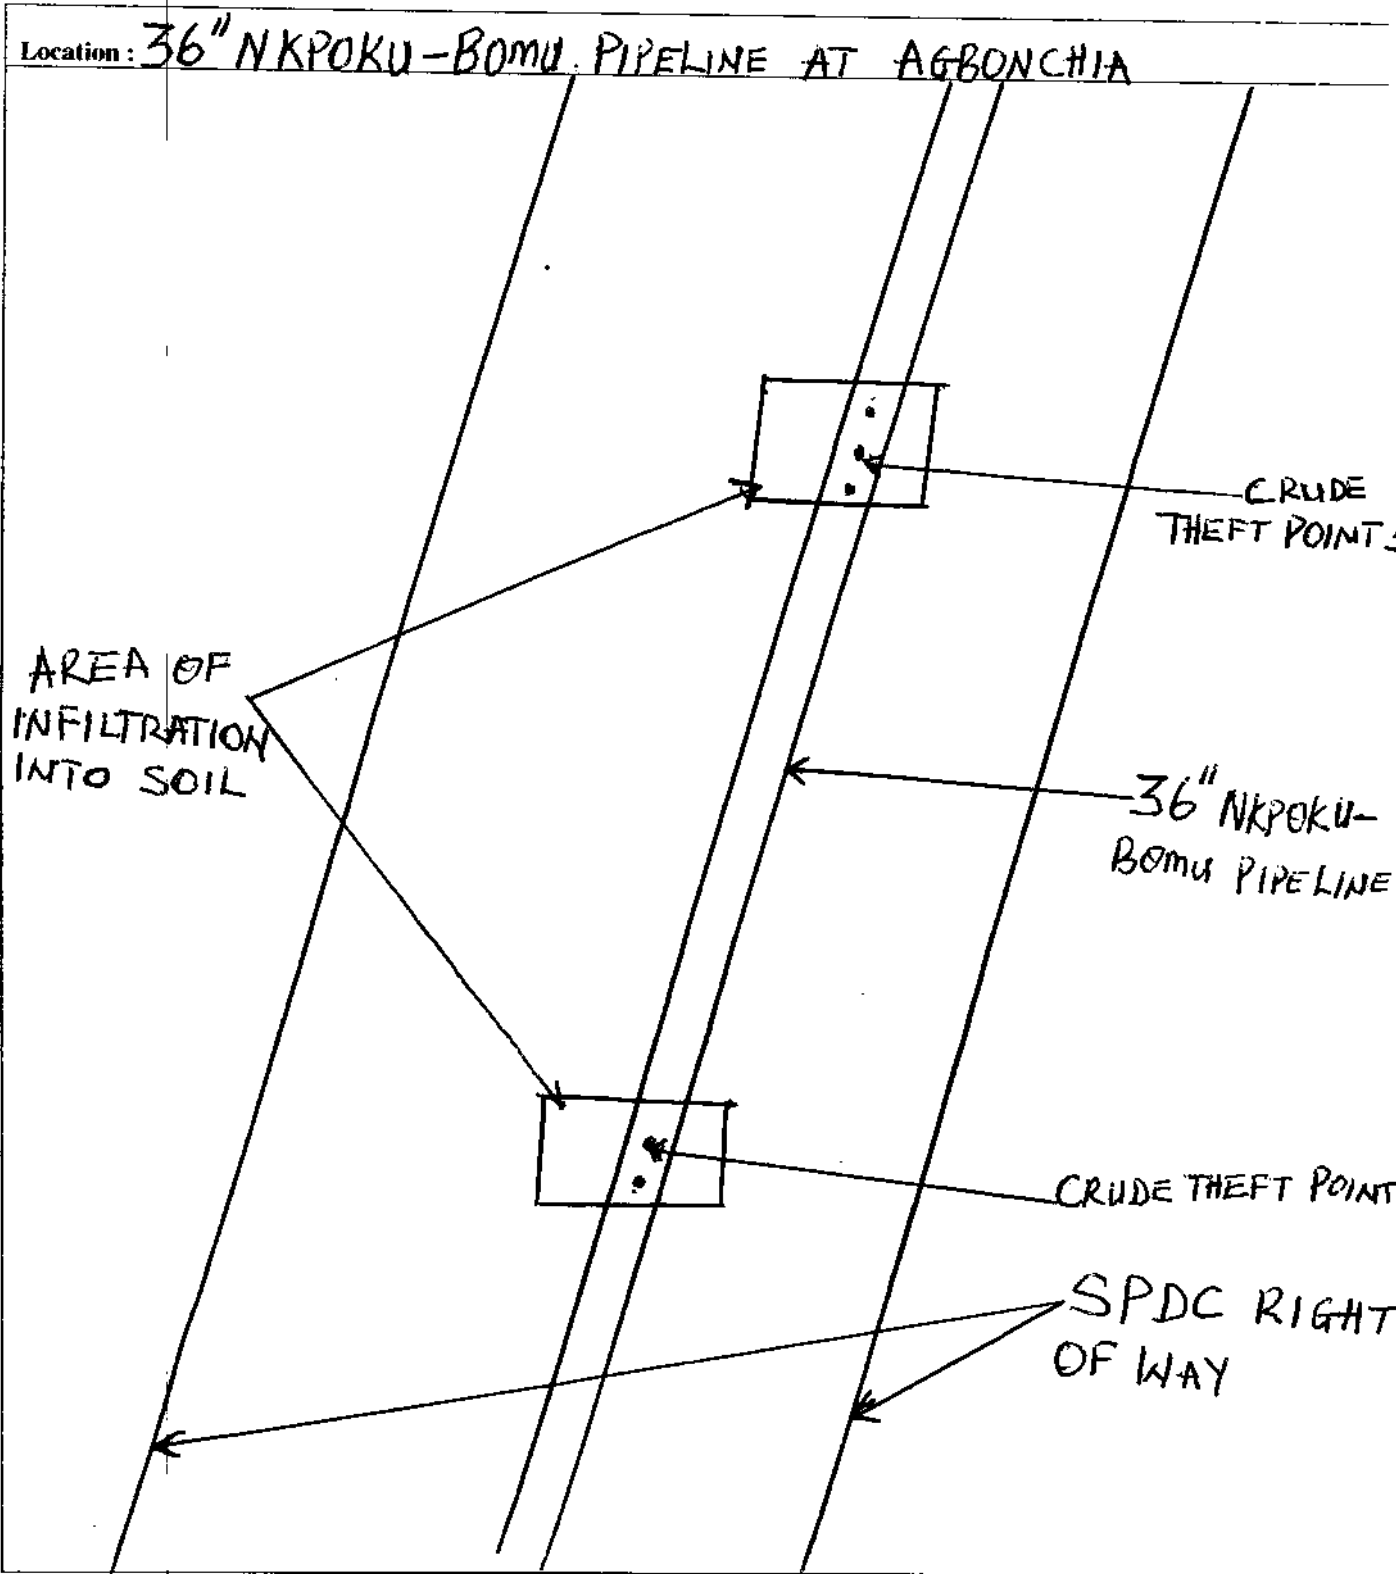 Location : 36" NKPOKU-BOMU PIPELINE AT AGBONCHIA
CRUDE
THEFT POINTS
AREA OF
INFILTRATION
INTO SOIL
36" NKPOKU-
BOMU PIPELINE
CRUDE THEFT POINT
SPDC RIGHT
OF WAY